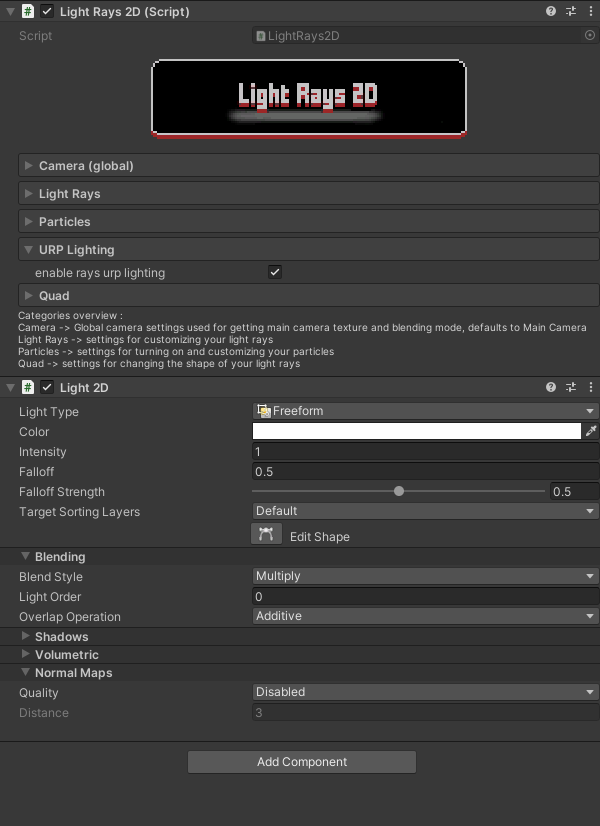 Light Rays 2D (Script)
Script
LightRays2D
Light Rays 2D
Camera (global)
Light Rays
Particles
URP Lighting
enable rays urp lighting
Quad
Categories overview :
Camera -> Global camera settings used for getting main camera texture and blending mode, defaults to Main Camera
Light Rays -> settings for customizing your light rays
Particles -> settings for turning on and customizing your particles
Quad -> settings for changing the shape of your light rays
# Light 2D
Light Type Freeform
Color
Intensity 1
Falloff 0.5
Falloff Strength 0.5
Target Sorting Layers Default
Edit Shape
Blending
Blend Style Multiply
Light Order 0
Overlap Operation Additive
Shadows
Volumetric
Normal Maps
Quality Disabled
Distance 3
Add Component